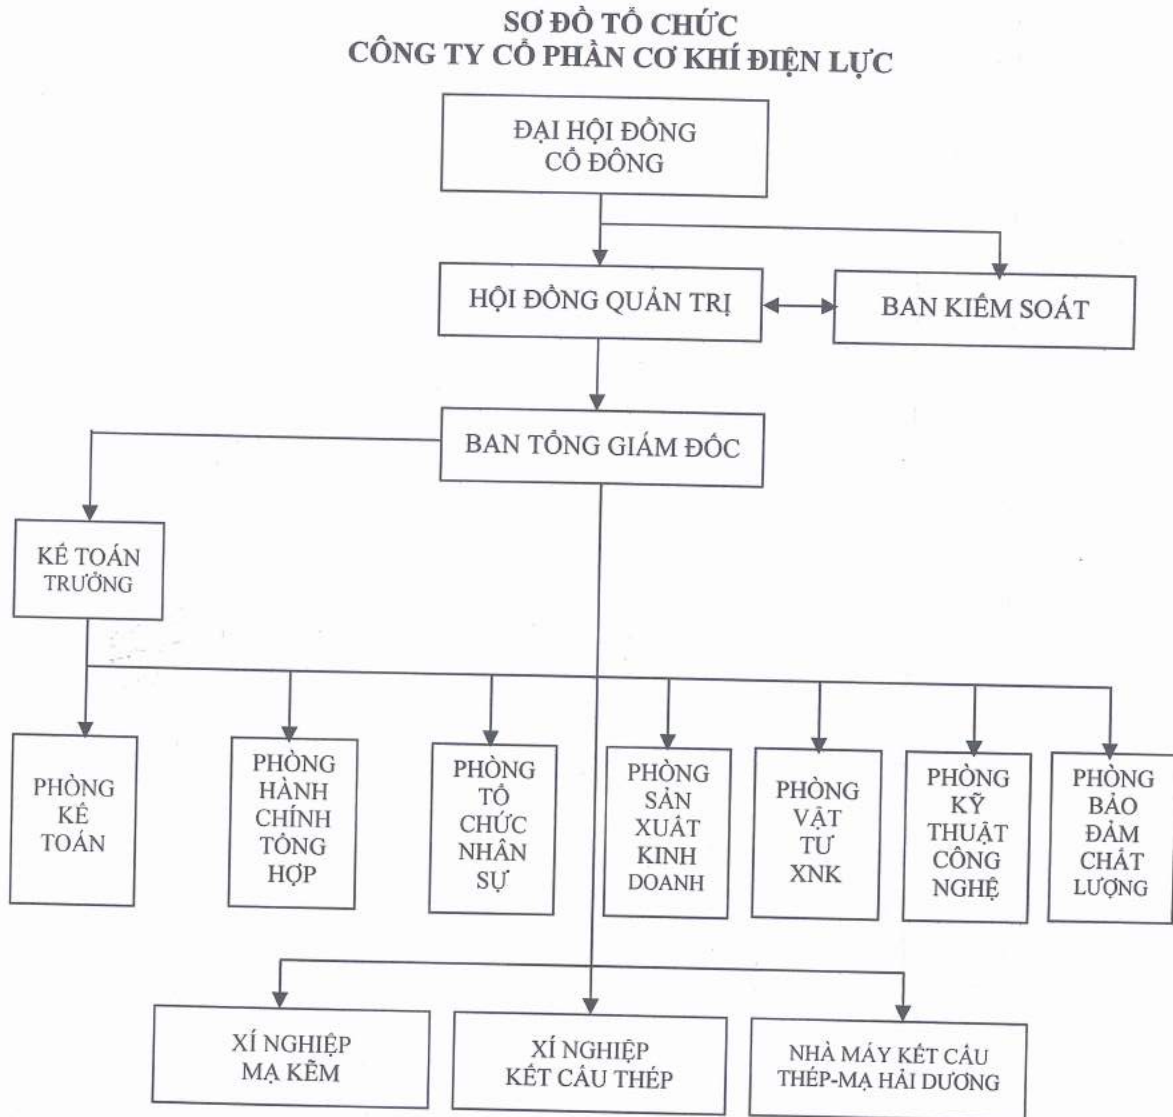 SƠ ĐỒ TỔ CHỨC
CÔNG TY CỔ PHẦN CƠ KHÍ ĐIỆN LỰC
ĐẠI HỘI ĐỒNG
CỔ ĐÔNG
HỘI ĐỒNG QUẢN TRỊ
BAN KIỂM SOÁT
BAN TỔNG GIÁM ĐỐC
KẾ TOÁN
TRƯỞNG
PHÒNG
KẾ
TOÁN
PHÒNG
HÀNH
CHÍNH
TỔNG
HỢP
PHÒNG
TỔ
CHỨC
NHÂN
SỰ
PHÒNG
SẢN
XUẤT
KINH
DOANH
PHÒNG
VẬT
TƯ
XNK
PHÒNG
KỸ
THUẬT
CÔNG
NGHỆ
PHÒNG
BẢO
ĐẢM
CHẤT
LƯỢNG
XÍ NGHIỆP
MẠ KẼM
XÍ NGHIỆP
KẾT CẤU THÉP
NHÀ MÁY KẾT CẤU
THÉP-MẠ HẢI DƯƠNG